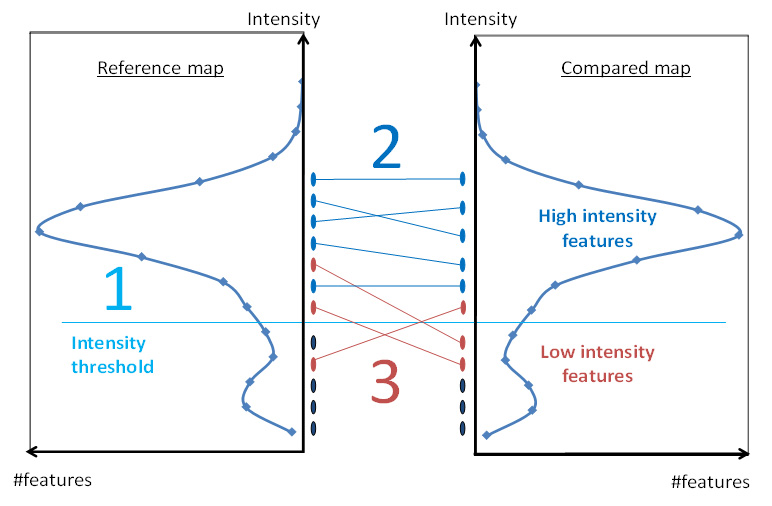 Intensity
Intensity
Reference map
Compared map
2
High intensity
features
1
Intensity
threshold
Low intensity
features
3
#features
#features